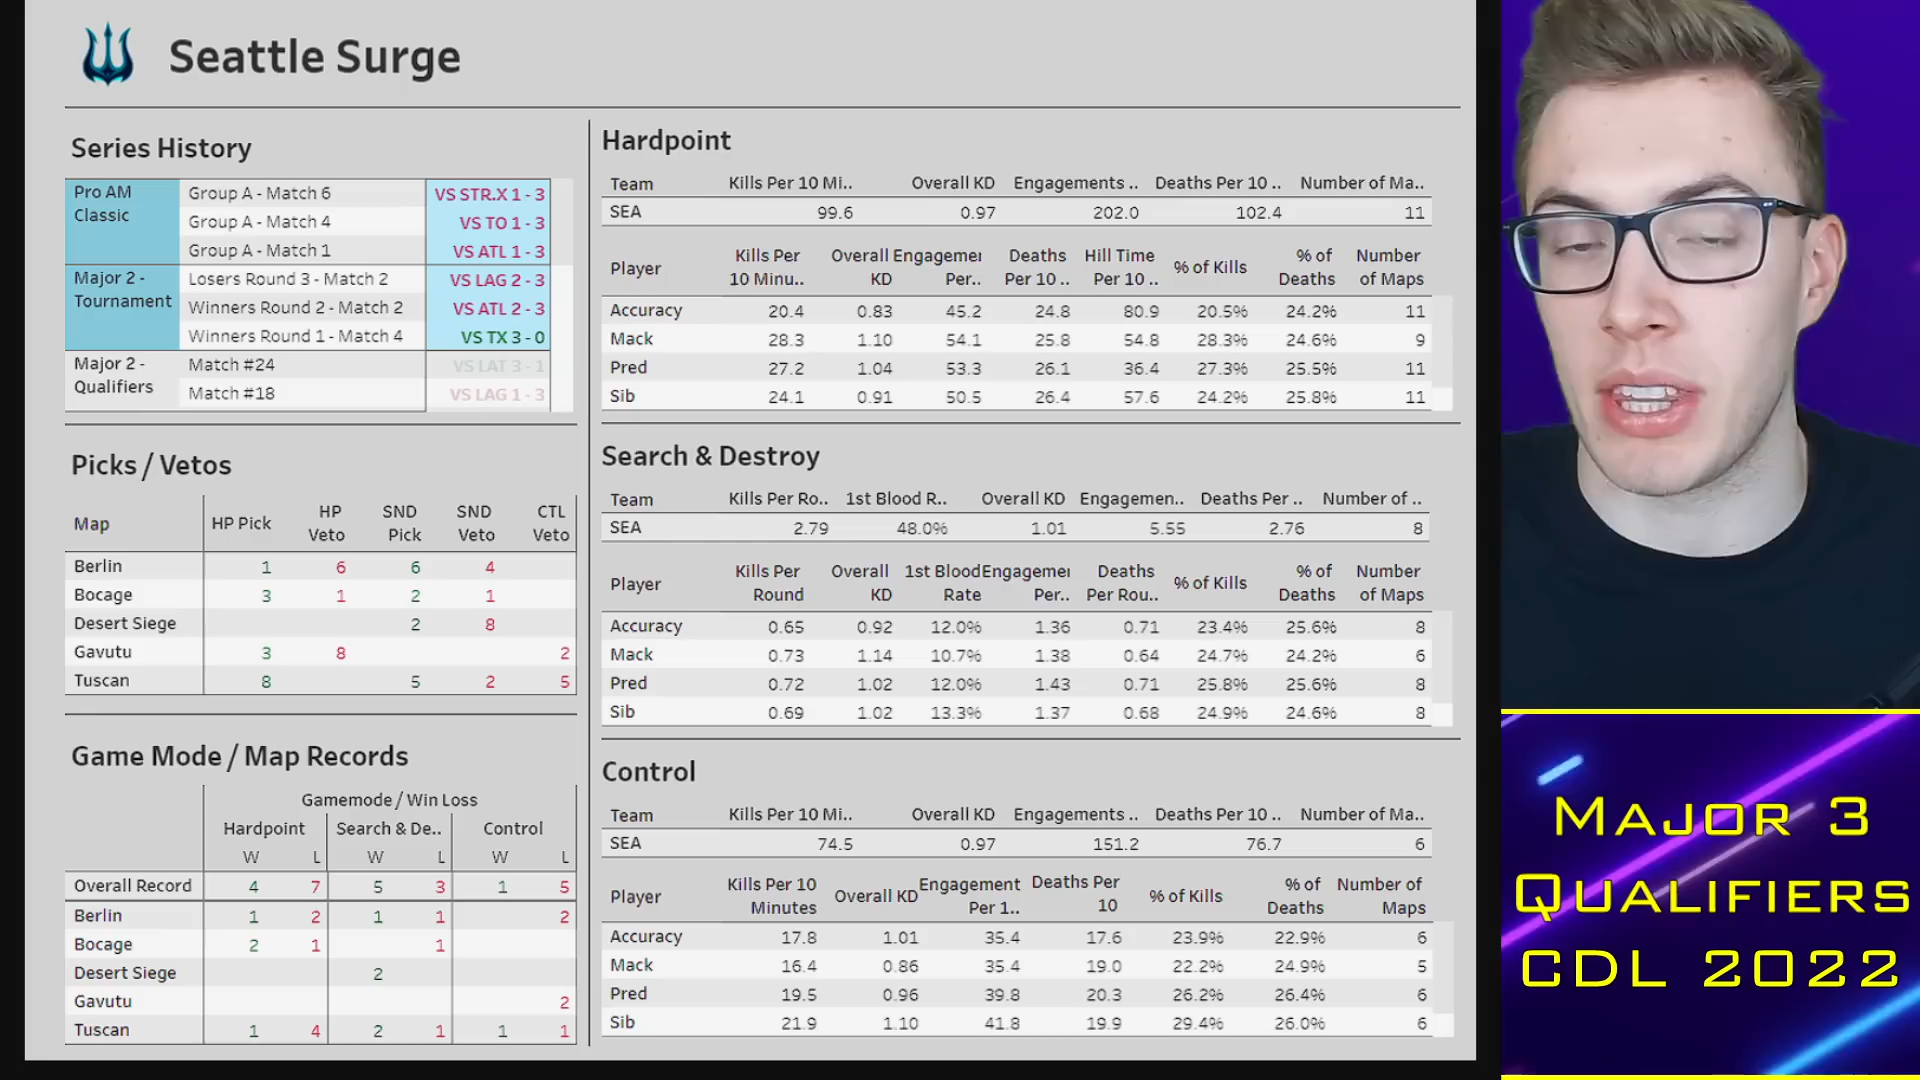 Seattle Surge
Series History
Pro AM Classic
Group A - Match 6 VS STR.X 1 - 3
Group A - Match 4 VS TO 1 - 3
Group A - Match 1 VS ATL 1 - 3
Major 2 - Tournament
Losers Round 3 - Match 2 VS LAG 2 - 3
Winners Round 2 - Match 2 VS ATL 2 - 3
Winners Round 1 - Match 4 VS TX 3 - 0
Major 2 - Qualifiers
Match #24 VS LAT 3 - 1
Match #18 VS LAG 1 - 3
Picks / Vetos
Map HP Pick HP Veto SND Pick SND Veto CTL Veto
Berlin 1 6 6 4
Bocage 3 1 2 1
Desert Siege 2 8
Gavutu 3 8 2
Tuscan 8 5 2 5
Game Mode / Map Records
Gamemode / Win Loss
Hardpoint Search & De.. Control
W L W L W L
Overall Record 4 7 5 3 1 5
Berlin 1 2 1 1 2
Bocage 2 1 1
Desert Siege 2
Gavutu 2
Tuscan 1 4 2 1 1 1
Hardpoint
Team Kills Per 10 Mi.. Overall KD Engagements .. Deaths Per 10 .. Number of Ma..
SEA 99.6 0.97 202.0 102.4 11
Player Kills Per 10 Minu.. Overall KD Engagemer Per.. Deaths Per 10 .. Hill Time Per 10 .. % of Kills % of Deaths Number of Maps
Accuracy 20.4 0.83 45.2 24.8 80.9 20.5% 24.2% 11
Mack 28.3 1.10 54.1 25.8 54.8 28.3% 24.6% 9
Pred 27.2 1.04 53.3 26.1 36.4 27.3% 25.5% 11
Sib 24.1 0.91 50.5 26.4 57.6 24.2% 25.8% 11
Search & Destroy
Team Kills Per Ro.. 1st Blood R.. Overall KD Engagemen.. Deaths Per .. Number of ..
SEA 2.79 48.0% 1.01 5.55 2.76 8
Player Kills Per Round Overall KD 1st Blood Rate Engagemer Per.. Deaths Per Rou.. % of Kills % of Deaths Number of Maps
Accuracy 0.65 0.92 12.0% 1.36 0.71 23.4% 25.6% 8
Mack 0.73 1.14 10.7% 1.38 0.64 24.7% 24.2% 6
Pred 0.72 1.02 12.0% 1.43 0.71 25.8% 25.6% 8
Sib 0.69 1.02 13.3% 1.37 0.68 24.9% 24.6% 8
Control
Team Kills Per 10 Mi.. Overall KD Engagements .. Deaths Per 10 .. Number of Ma..
SEA 74.5 0.97 151.2 76.7 6
Player Kills Per 10 Minutes Overall KD Engagement Per 1.. Deaths Per 10 % of Kills % of Deaths Number of Maps
Accuracy 17.8 1.01 35.4 17.6 23.9% 22.9% 6
Mack 16.4 0.86 35.4 19.0 22.2% 24.9% 5
Pred 19.5 0.96 39.8 20.3 26.2% 26.4% 6
Sib 21.9 1.10 41.8 19.9 29.4% 26.0% 6
Major 3
Qualifiers
CDL 2022